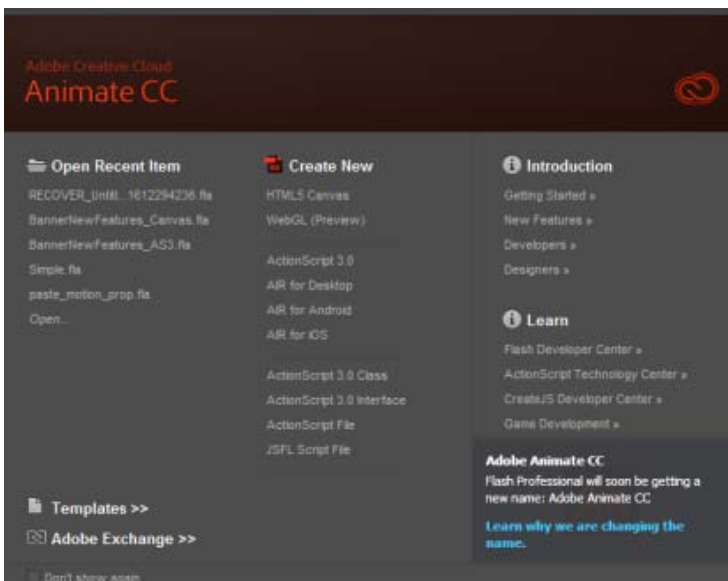 Adobe Creative Cloud
Animate CC
Open Recent Item
RECOVER_Untitl...1612294236.fla
BannerNewFeatures_Canvas.fla
BannerNewFeatures_AS3.fla
Simple.fla
paste_motion_prop.fla
Open...
Create New
HTML5 Canvas
WebGL (Preview)
ActionScript 3.0
AIR for Desktop
AIR for Android
AIR for iOS
ActionScript 3.0 Class
ActionScript 3.0 Interface
ActionScript File
JSFL Script File
Introduction
Getting Started »
New Features »
Developers »
Designers »
Learn
Flash Developer Center »
ActionScript Technology Center »
CreateJS Developer Center »
Game Development »
Adobe Animate CC
Flash Professional will soon be getting a
new name: Adobe Animate CC
Learn why we are changing the
name.
Templates >>
Adobe Exchange >>
Don't show again